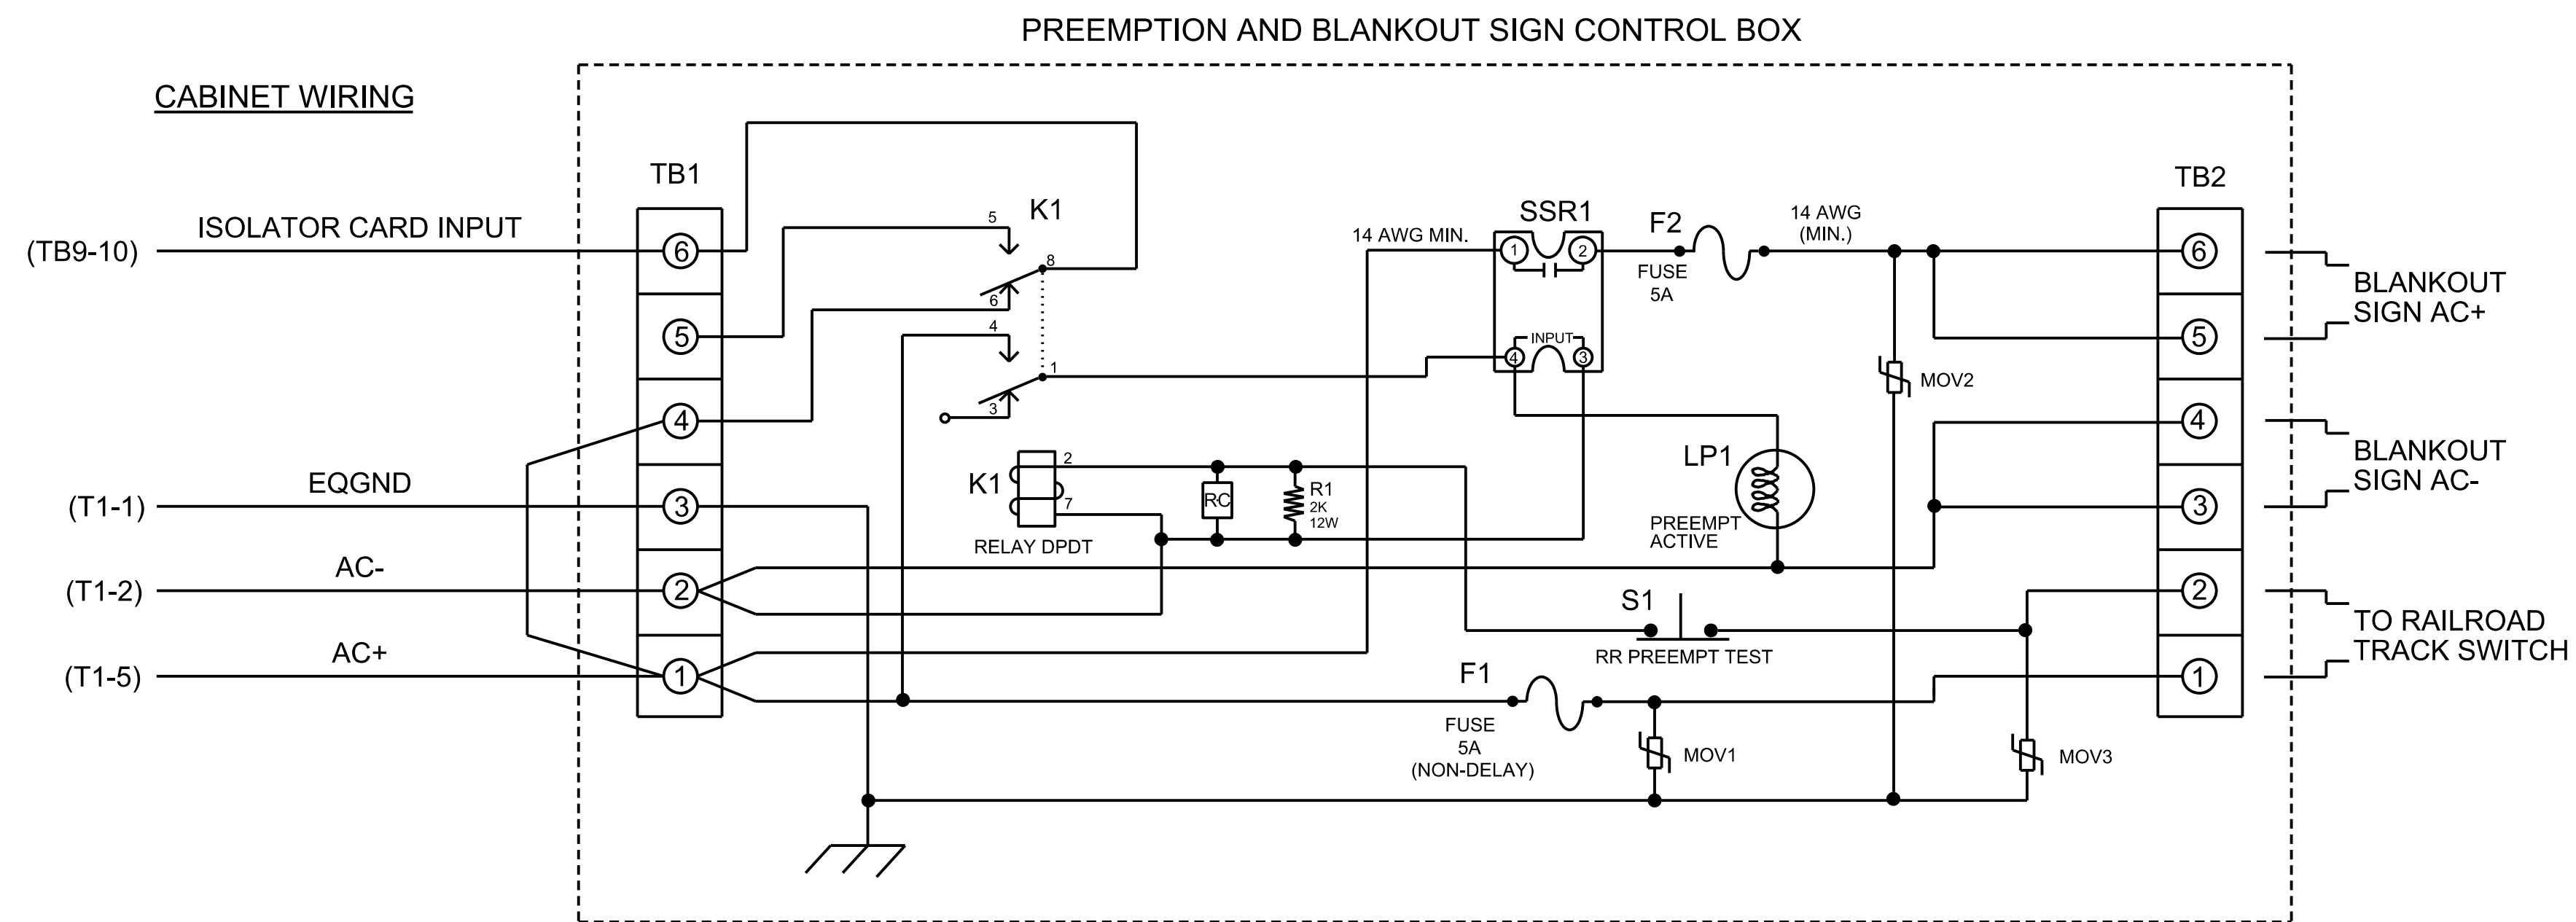 PREEMPTION AND BLANKOUT SIGN CONTROL BOX
CABINET WIRING
TB1
TB2
(TB9-10)
ISOLATOR CARD INPUT
6
5
4
3
2
1
(T1-1)
EQGND
(T1-2)
AC-
(T1-5)
AC+
K1
5
8
6
4
1
3
K1
2
7
RELAY DPDT
RC
R1
2K
12W
14 AWG MIN.
SSR1
1
2
INPUT
4
3
F2
FUSE
5A
14 AWG
(MIN.)
MOV2
LP1
PREEMPT
ACTIVE
S1
RR PREEMPT TEST
F1
FUSE
5A
(NON-DELAY)
MOV1
MOV3
6
5
4
3
2
1
BLANKOUT
SIGN AC+
BLANKOUT
SIGN AC-
TO RAILROAD
TRACK SWITCH